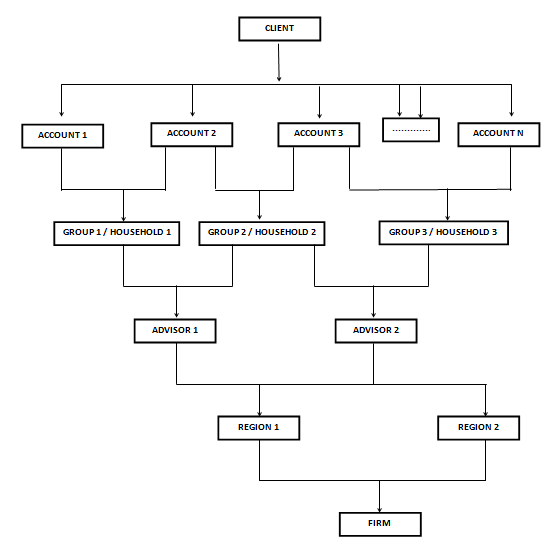 CLIENT
ACCOUNT 1
ACCOUNT 2
ACCOUNT 3
.............
ACCOUNT N
GROUP 1 / HOUSEHOLD 1
GROUP 2 / HOUSEHOLD 2
GROUP 3 / HOUSEHOLD 3
ADVISOR 1
ADVISOR 2
REGION 1
REGION 2
FIRM